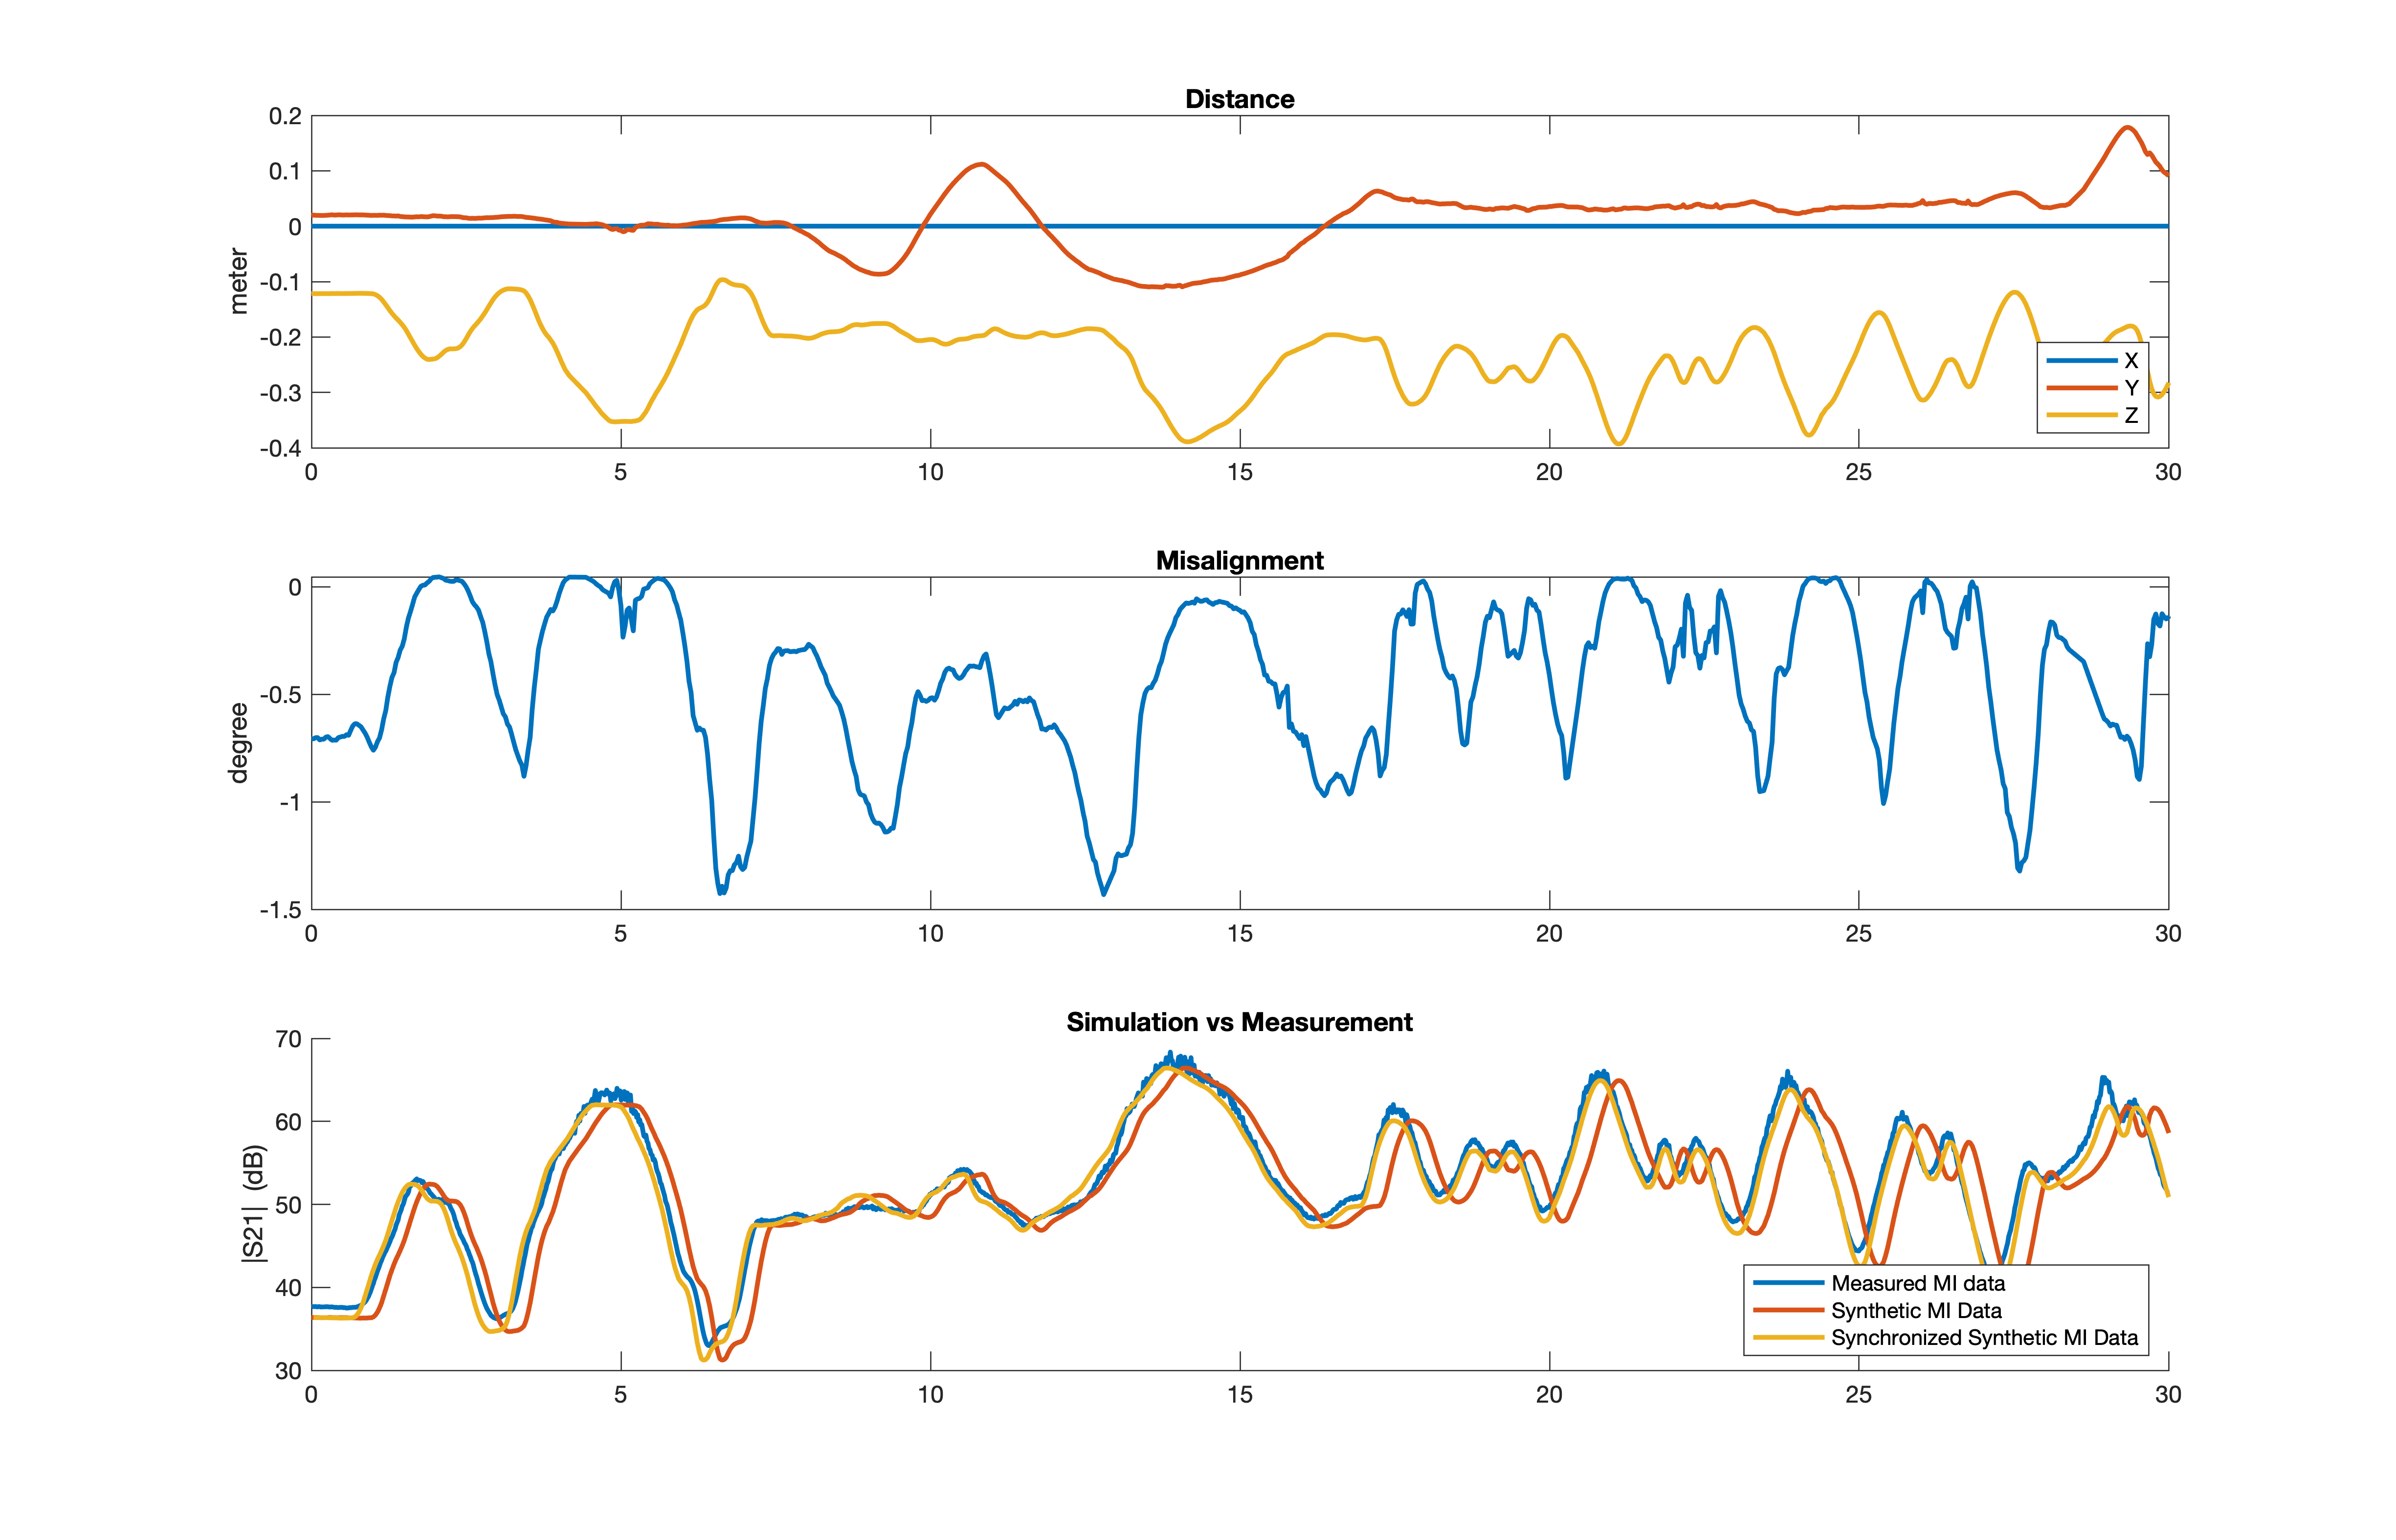 Distance
0.2
0.1
0
-0.1
-0.2
-0.3
-0.4
meter
X
Y
Z
0 5 10 15 20 25 30
Misalignment
0
-0.5
-1
-1.5
degree
0 5 10 15 20 25 30
Simulation vs Measurement
70
60
50
40
30
|S21| (dB)
Measured MI data
Synthetic MI Data
Synchronized Synthetic MI Data
0 5 10 15 20 25 30